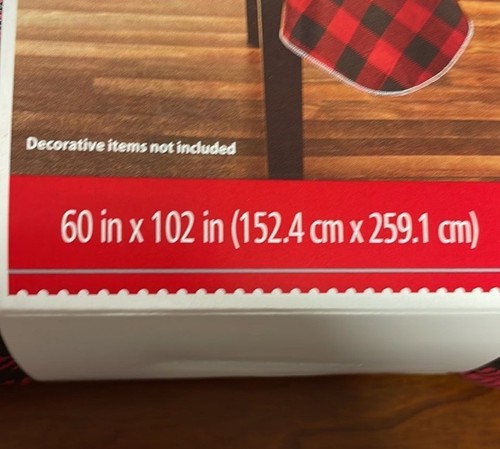 Decorative items not included
60 in x 102 in (152.4 cm x 259.1 cm)